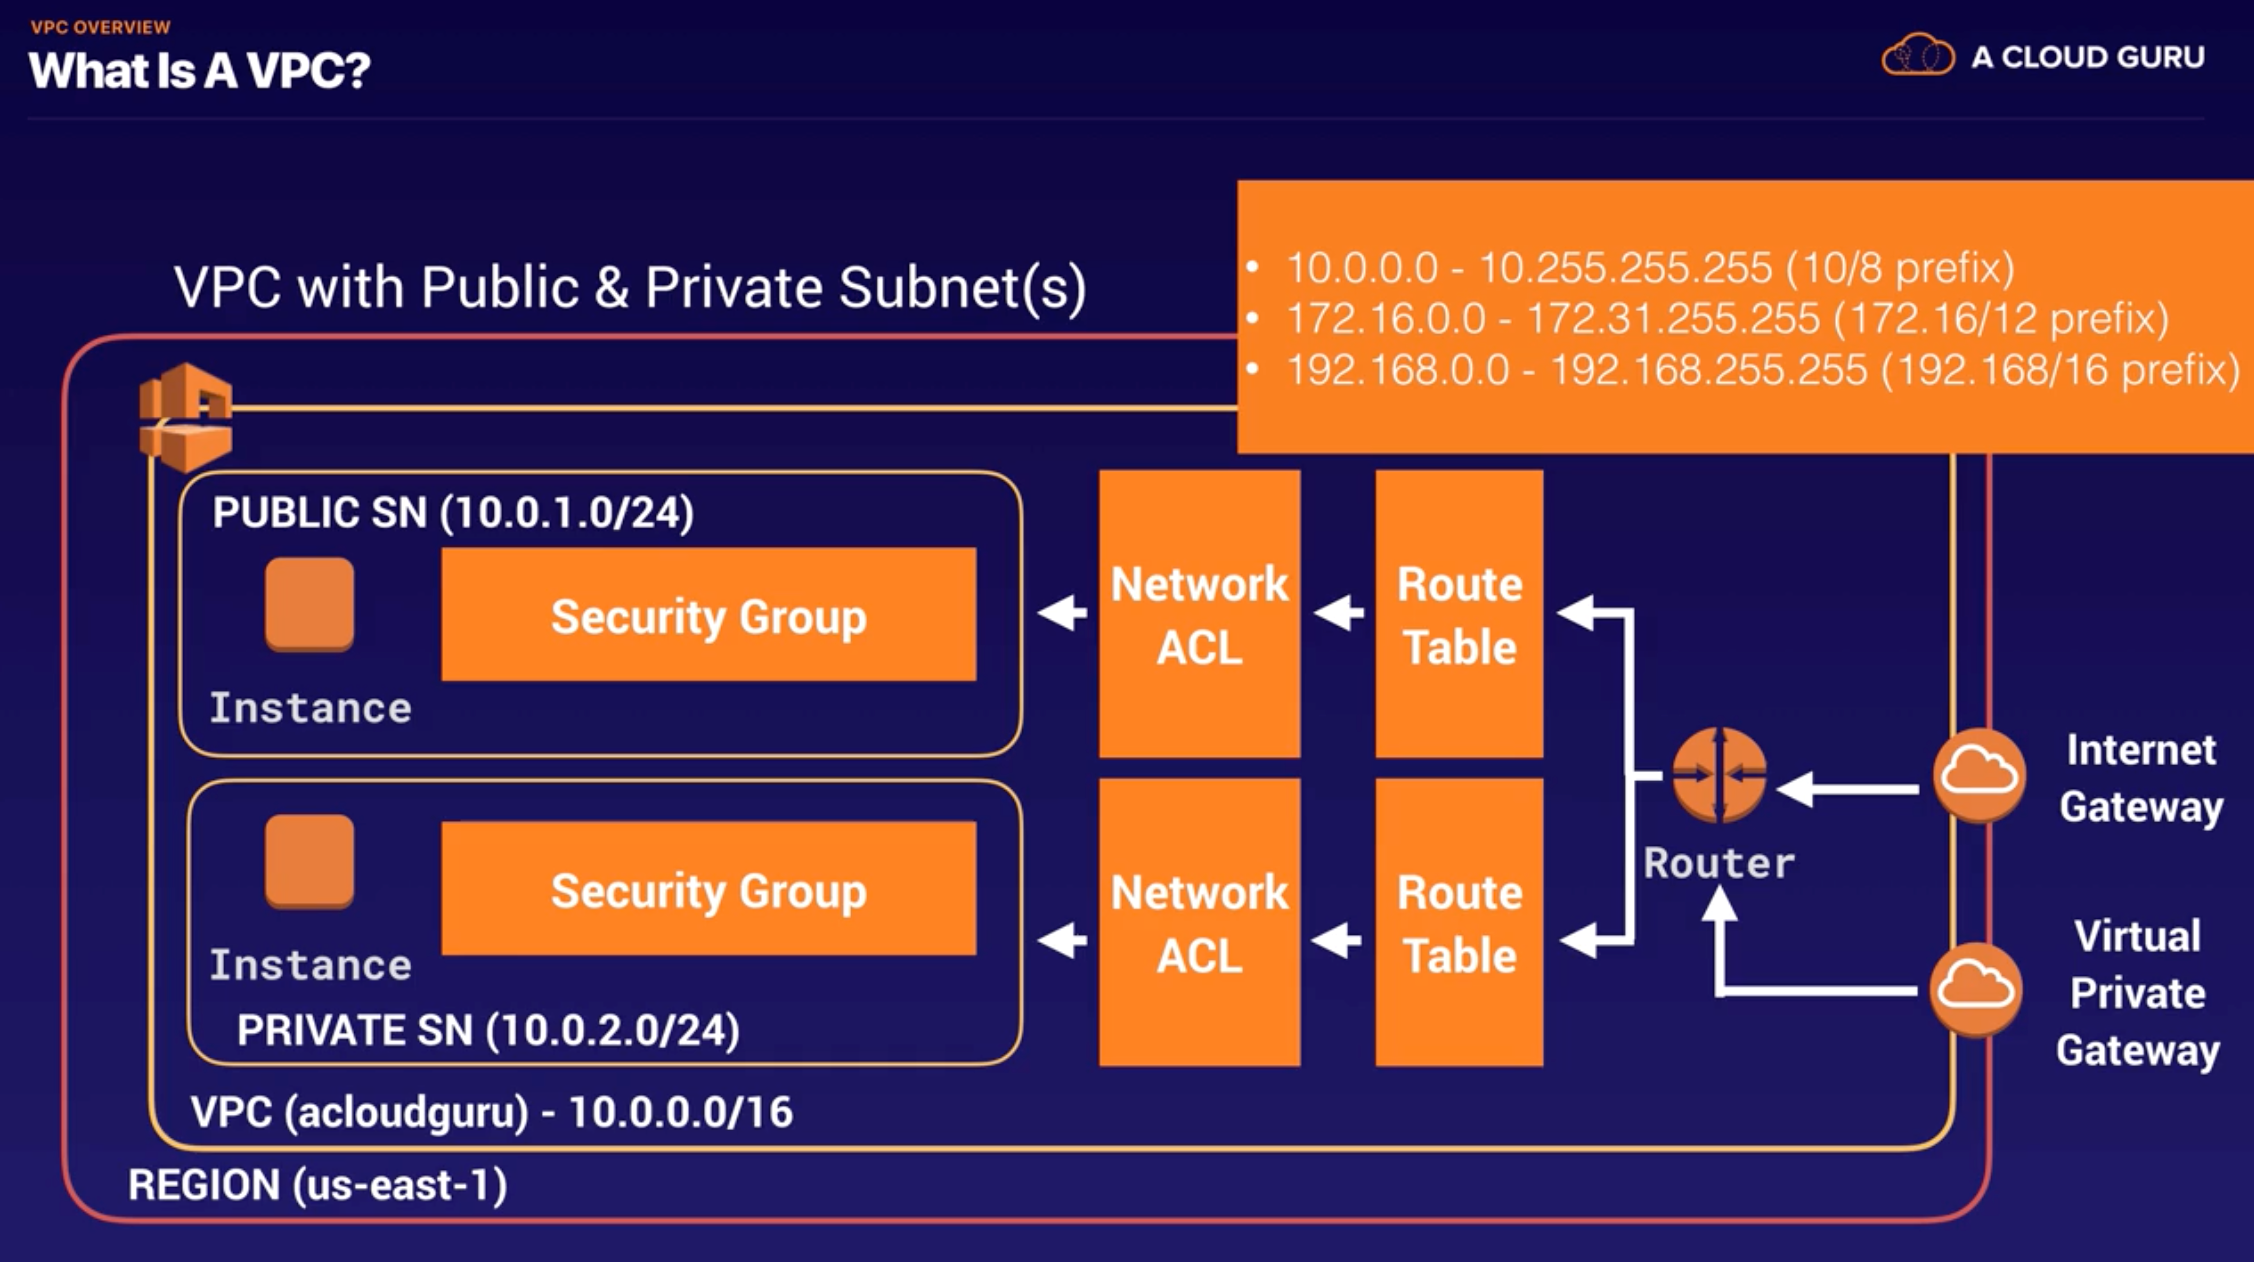 VPC OVERVIEW
What Is A VPC?
A CLOUD GURU
VPC with Public & Private Subnet(s)
• 10.0.0.0 - 10.255.255.255 (10/8 prefix)
• 172.16.0.0 - 172.31.255.255 (172.16/12 prefix)
• 192.168.0.0 - 192.168.255.255 (192.168/16 prefix)
PUBLIC SN (10.0.1.0/24)
Instance
Security Group
Network
ACL
Route
Table
Instance
Security Group
PRIVATE SN (10.0.2.0/24)
Network
ACL
Route
Table
Router
Internet
Gateway
Virtual
Private
Gateway
VPC (acloudguru) - 10.0.0.0/16
REGION (us-east-1)